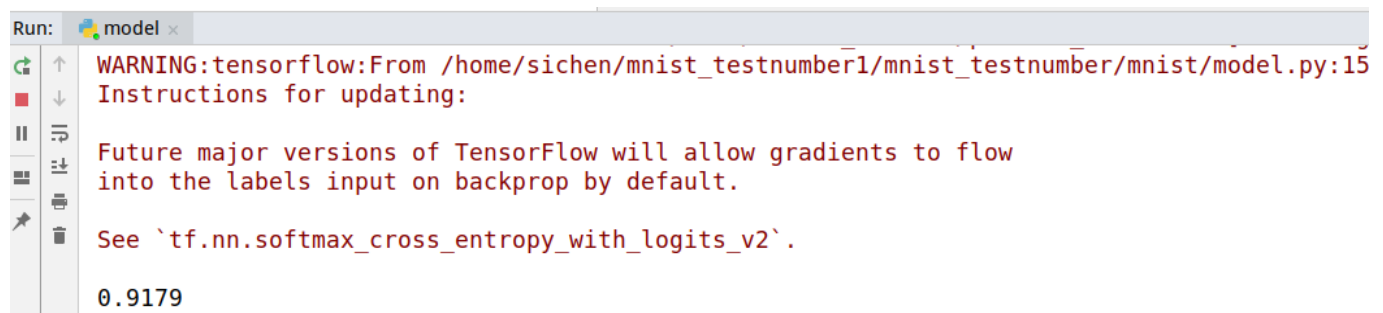 Run: model
WARNING:tensorflow:From /home/sichen/mnist_testnumber1/mnist_testnumber/mnist/model.py:15
Instructions for updating:
Future major versions of TensorFlow will allow gradients to flow
into the labels input on backprop by default.
See `tf.nn.softmax_cross_entropy_with_logits_v2`.
0.9179